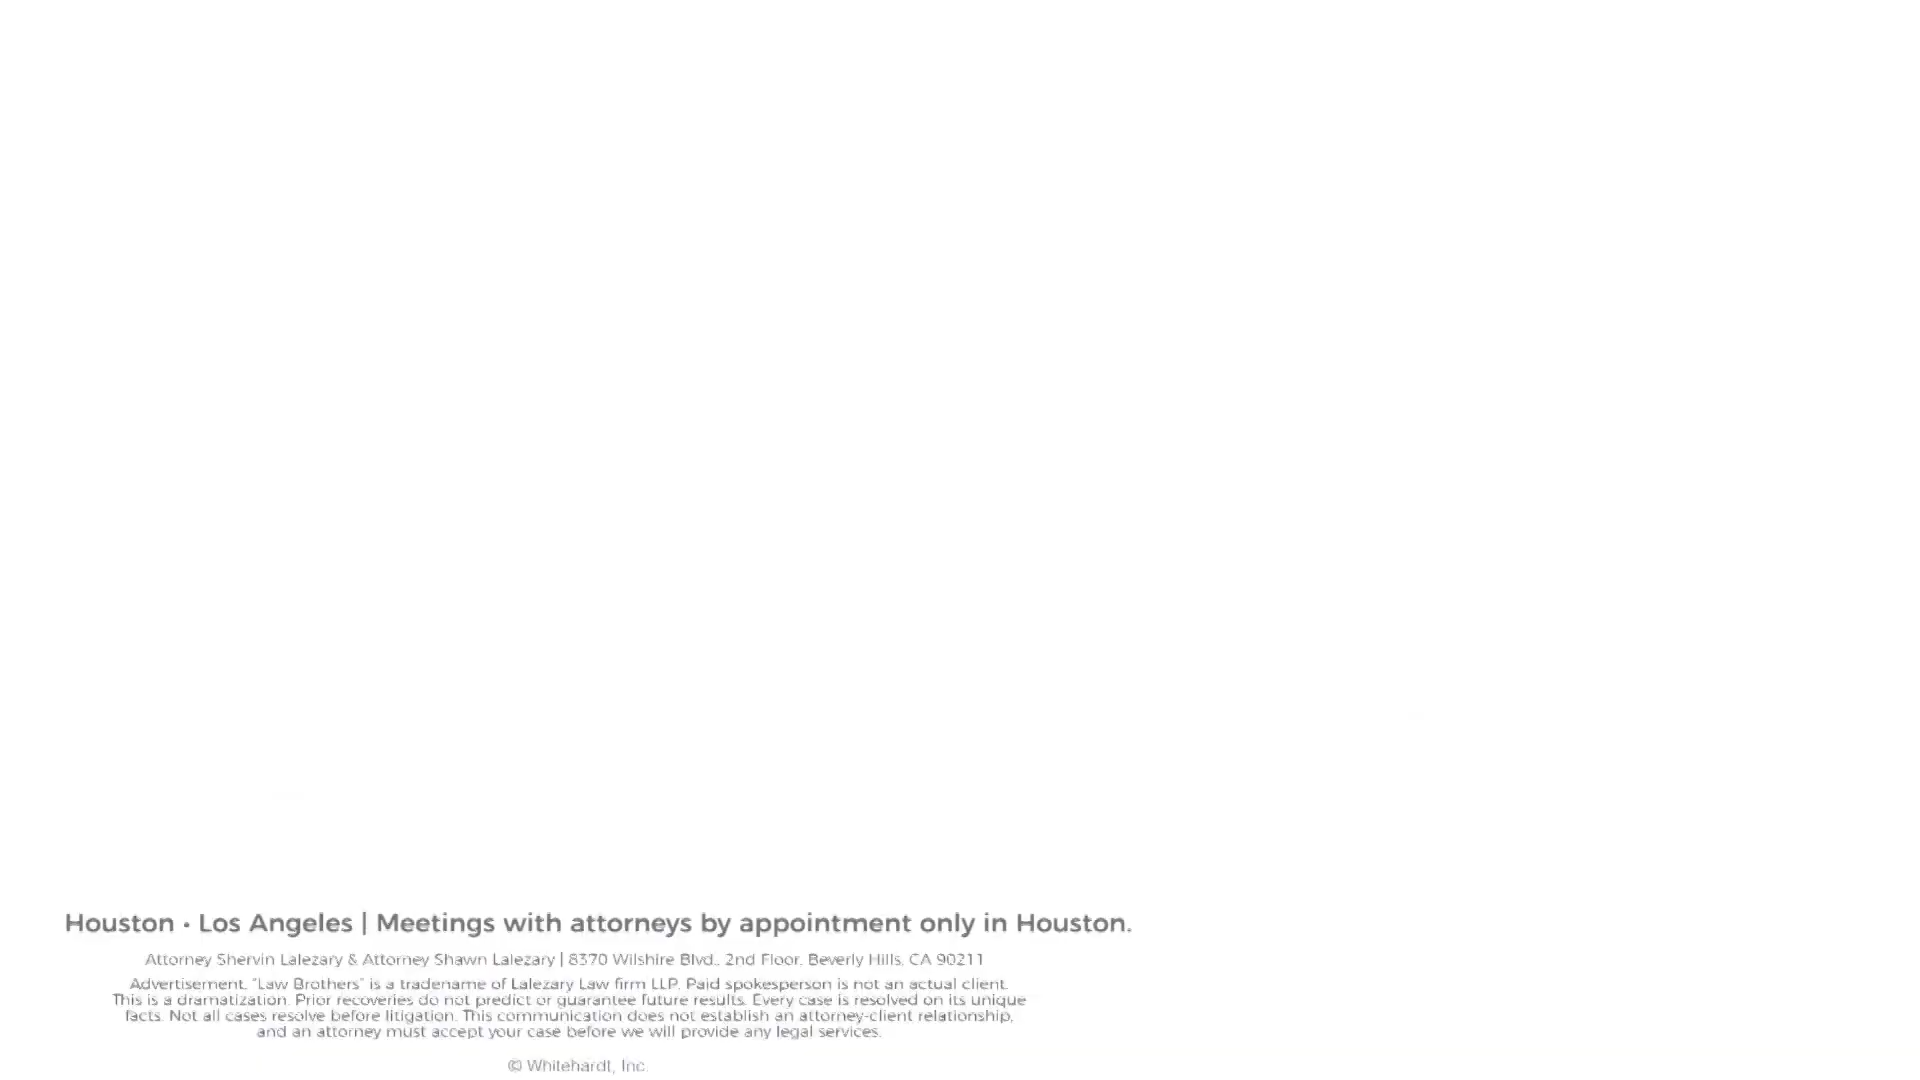 Houston • Los Angeles | Meetings with attorneys by appointment only in Houston.
Attorney Shervin Lalezary & Attorney Shawn Lalezary | 8370 Wilshire Blvd., 2nd Floor, Beverly Hills, CA 90211
Advertisement. "Law Brothers" is a tradename of Lalezary Law firm LLP. Paid spokesperson is not an actual client.
This is a dramatization. Prior recoveries do not predict or guarantee future results. Every case is resolved on its unique
facts. Not all cases resolve before litigation. This communication does not establish an attorney-client relationship,
and an attorney must accept your case before we will provide any legal services.
© Whitehardt, Inc.